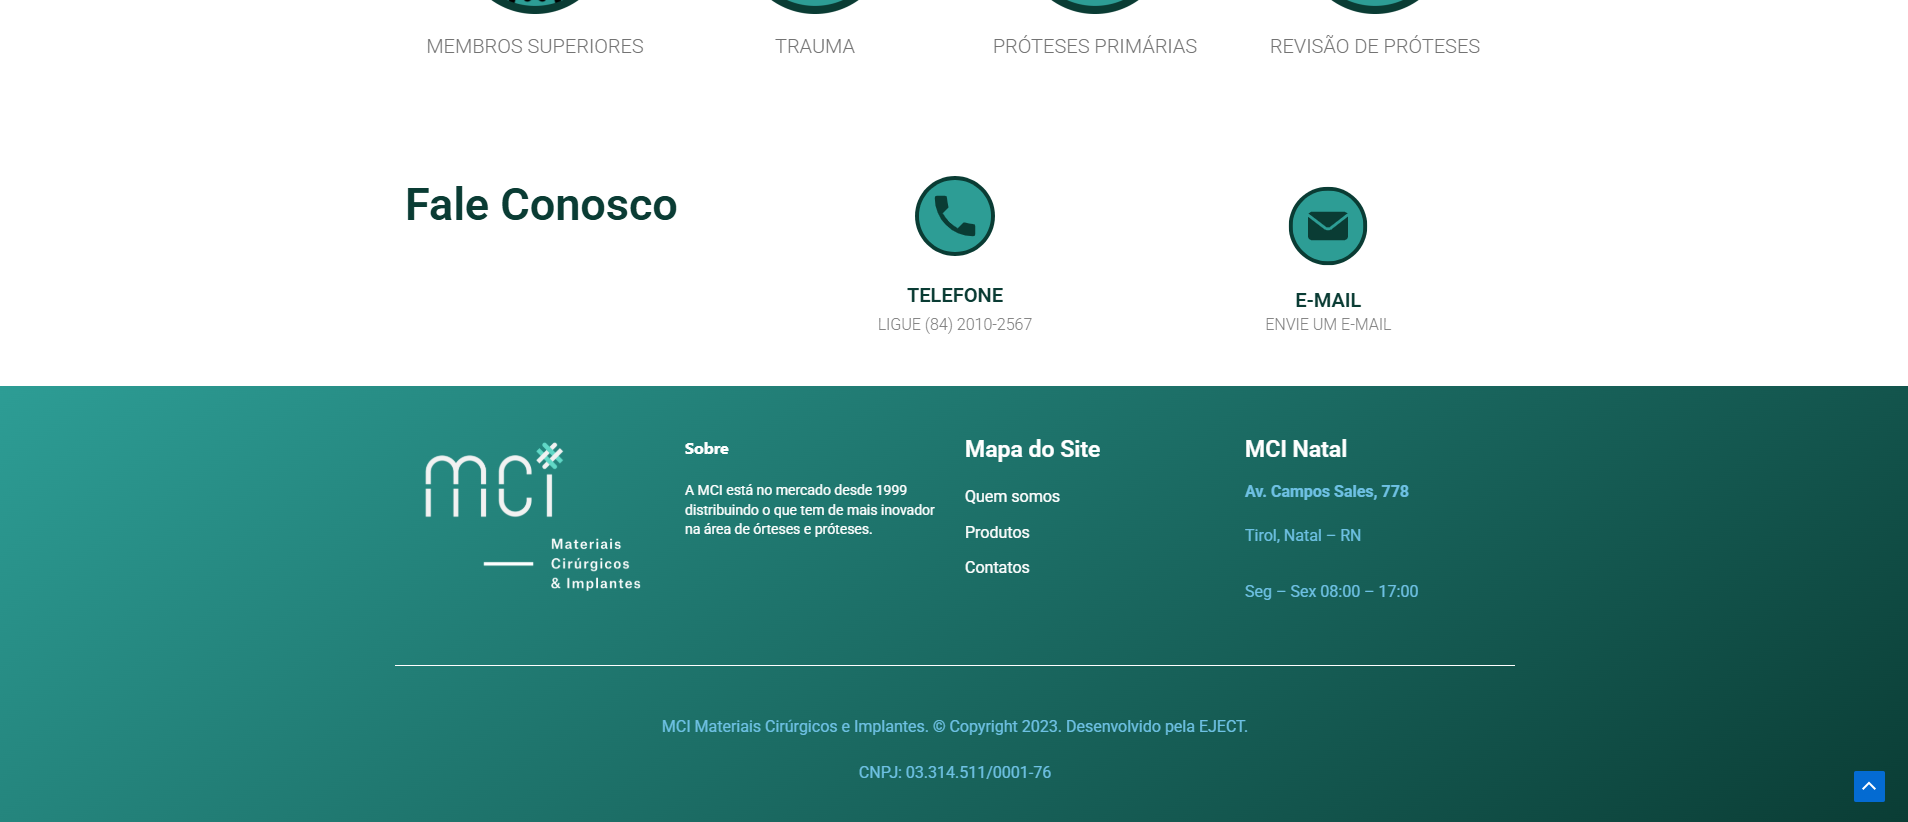 MEMBROS SUPERIORES
TRAUMA
PRÓTESES PRIMÁRIAS
REVISÃO DE PRÓTESES
Fale Conosco
TELEFONE
LIGUE (84) 2010-2567
E-MAIL
ENVIE UM E-MAIL
mci
Materiais
Cirúrgicos
& Implantes
Sobre
A MCI está no mercado desde 1999
distribuindo o que tem de mais inovador
na área de órteses e próteses.
Mapa do Site
Quem somos
Produtos
Contatos
MCI Natal
Av. Campos Sales, 778
Tirol, Natal – RN
Seg – Sex 08:00 – 17:00
MCI Materiais Cirúrgicos e Implantes. © Copyright 2023. Desenvolvido pela EJECT.
CNPJ: 03.314.511/0001-76